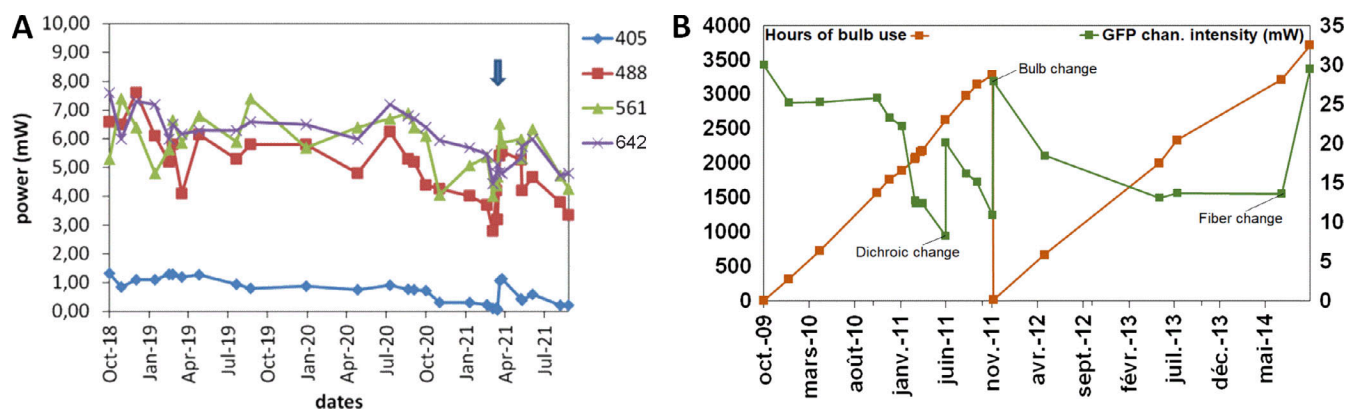 A
10,00
9,00
8,00
7,00
6,00
5,00
4,00
3,00
2,00
1,00
0,00
power (mW)
Oct-18
Jan-19
Apr-19
Jul-19
Oct-19
Jan-20
Apr-20
Jul-20
Oct-20
Jan-21
Apr-21
Jul-21
dates
405
488
561
642
B
4000
3500
3000
2500
2000
1500
1000
500
0
Hours of bulb use
GFP chan. intensity (mW)
Bulb change
Dichroic change
Fiber change
35
30
25
20
15
10
5
0
oct.-09
mars-10
août-10
janv.-11
juin-11
nov.-11
avr.-12
sept.-12
févr.-13
juil.-13
déc.-13
mai-14